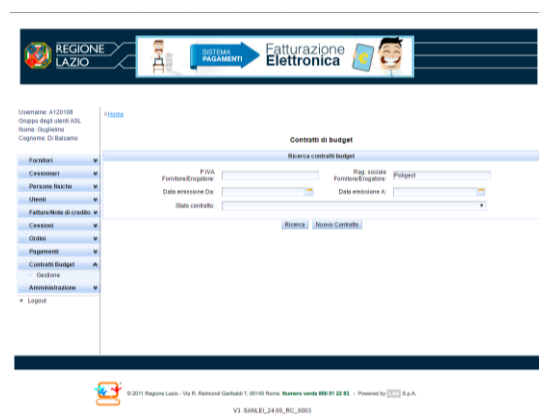 REGIONE
LAZIO
SISTEMA
PAGAMENTI
Fatturazione
Elettronica
Username: A120108
Gruppo degli utenti ASL
Nome: Guglielmo
Cognome: Di Balsamo
>Home
Contratti di budget
Ricerca contratti budget
P.IVA Fornitore/Erogatore:
Rag. sociale Fornitore/Erogatore: Poligest
Data emissione Da:
Data emissione A:
Stato contratto:
Ricerca
Nuovo Contratto
Fornitori
Cessionari
Persone fisiche
Utenti
Fatture/Note di credito
Cessioni
Ordini
Pagamenti
Contratti Budget
Gestione
Amministrazione
Logout
© 2011 Regione Lazio - Via R. Raimondi Garibaldi 7, 00145 Roma. Numero verde 800 01 22 83. - Powered by LAit S.p.A.
V3. SANLEI_24.00_RC_0003